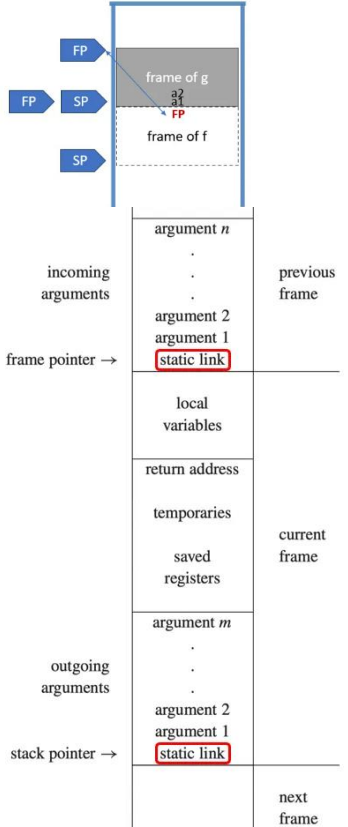 FP
frame of g
a2
FP SP a1
FP
frame of f
SP
argument n
.
incoming . previous
arguments . frame
.
argument 2
argument 1
frame pointer → static link
local
variables
return address
temporaries
current
saved frame
registers
argument m
.
outgoing .
arguments .
argument 2
argument 1
stack pointer → static link
next
frame